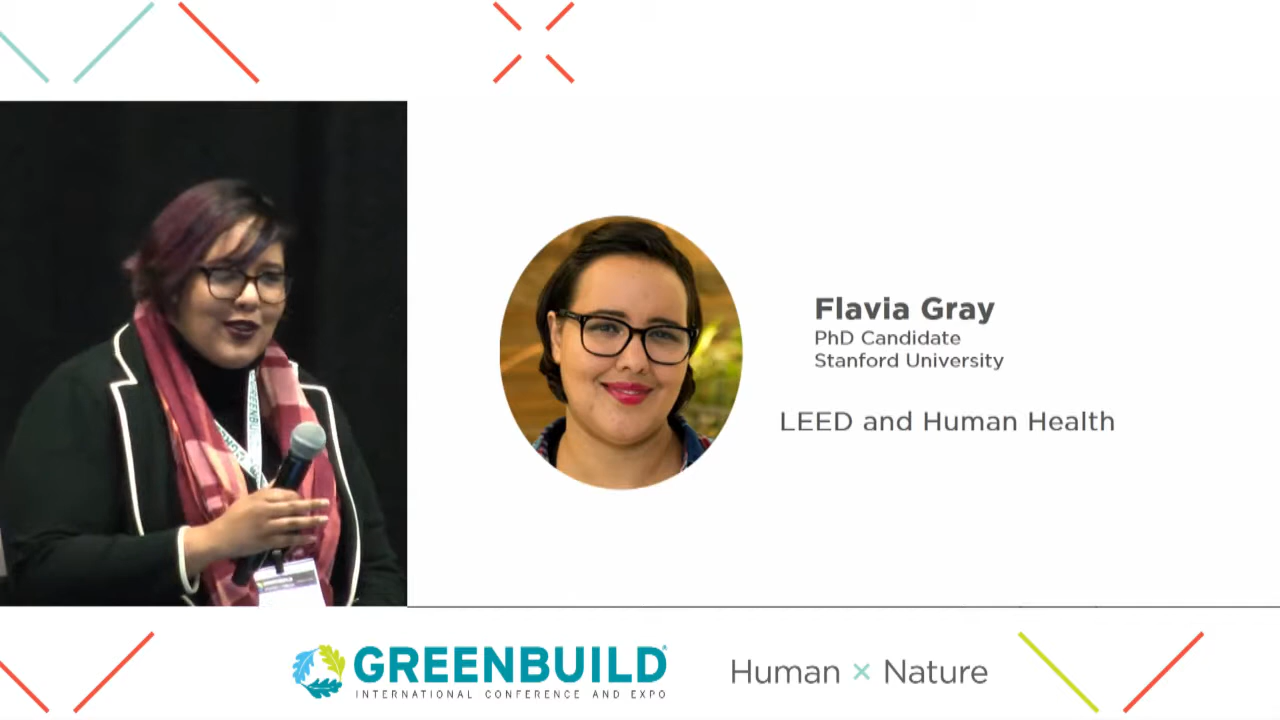 Flavia Gray
PhD Candidate
Stanford University
LEED and Human Health
GREENBUILD
INTERNATIONAL CONFERENCE AND EXPO
Human × Nature